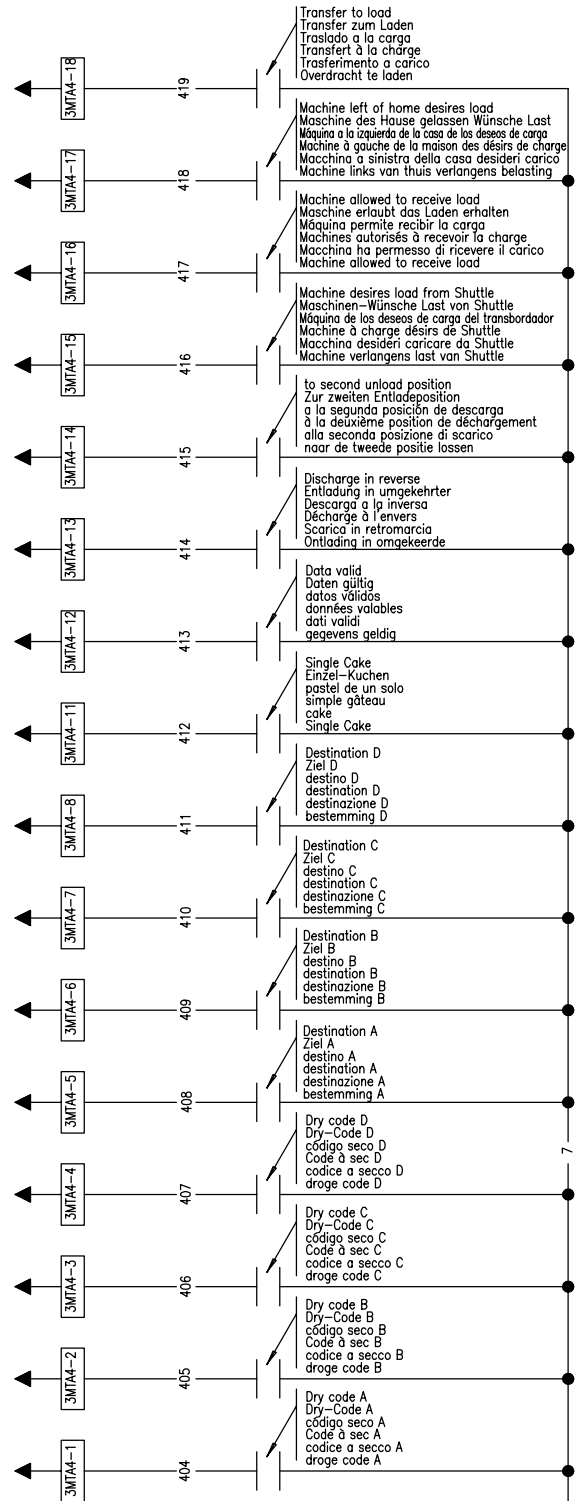 Transfer to load
Transfer zum Laden
Traslado a la carga
Transfert à la charge
Trasferimento a carico
Overdracht te laden
3MTA4-18
419
Machine left of home desires load
Maschine des Hause gelassen Wünsche Last
Máquina a la izquierda de la casa de los deseos de carga
Machine à gauche de la maison des désirs de charge
Macchina a sinistra della casa desideri carico
Machine links van thuis verlangens belasting
3MTA4-17
418
Machine allowed to receive load
Maschine erlaubt das Laden erhalten
Máquina permite recibir la carga
Machines autorisés à recevoir la charge
Macchina ha permesso di ricevere il carico
Machine allowed to receive load
3MTA4-16
417
Machine desires load from Shuttle
Maschinen-Wünsche Last von Shuttle
Máquina de los deseos de carga del transbordador
Machine à charge désirs de Shuttle
Macchina desideri caricare da Shuttle
Machine verlangens last van Shuttle
3MTA4-15
416
to second unload position
Zur zweiten Entladeposition
a la segunda posición de descarga
à la deuxième position de déchargement
alla seconda posizione di scarico
naar de tweede positie lossen
3MTA4-14
415
Discharge in reverse
Entladung in umgekehrter
Descarga a la inversa
Décharge à l'envers
Scarica in retromarcia
Ontlading in omgekeerde
3MTA4-13
414
Data valid
Daten gültig
datos válidos
données valables
dati validi
gegevens geldig
3MTA4-12
413
Single Cake
Einzel-Kuchen
pastel de un solo
simple gâteau
cake
Single Cake
3MTA4-11
412
Destination D
Ziel D
destino D
destination D
destinazione D
bestemming D
3MTA4-8
411
Destination C
Ziel C
destino C
destination C
destinazione C
bestemming C
3MTA4-7
410
Destination B
Ziel B
destino B
destination B
destinazione B
bestemming B
3MTA4-6
409
Destination A
Ziel A
destino A
destination A
destinazione A
bestemming A
3MTA4-5
408
7
Dry code D
Dry-Code D
código seco D
Code à sec D
codice a secco D
droge code D
3MTA4-4
407
Dry code C
Dry-Code C
código seco C
Code à sec C
codice a secco C
droge code C
3MTA4-3
406
Dry code B
Dry-Code B
código seco B
Code à sec B
codice a secco B
droge code B
3MTA4-2
405
Dry code A
Dry-Code A
código seco A
Code à sec A
codice a secco A
droge code A
3MTA4-1
404